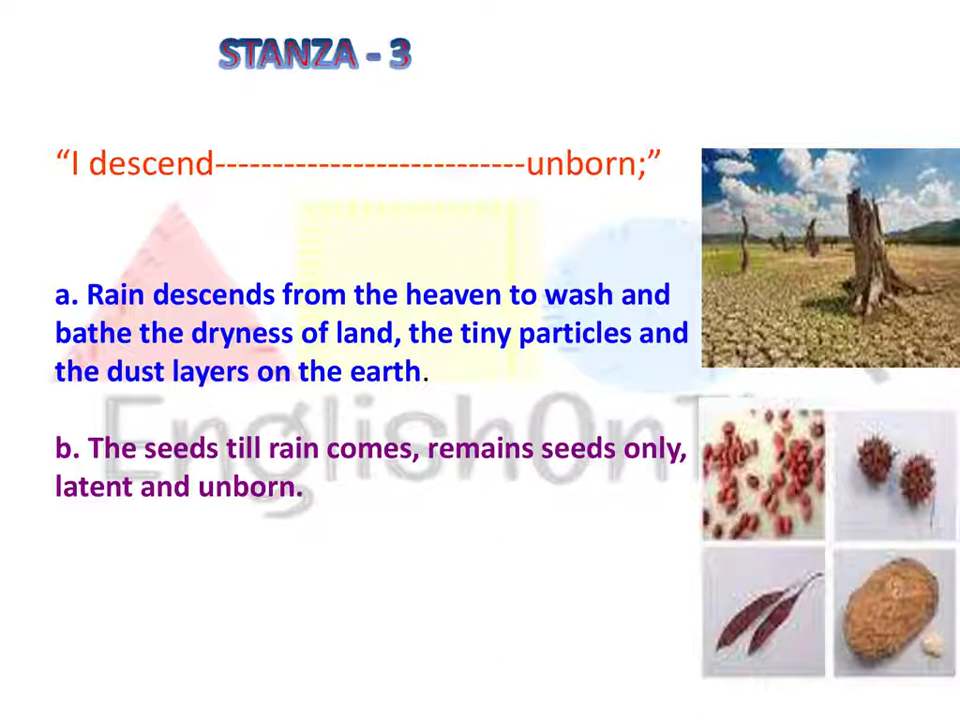 STANZA - 3
“I descend---------------------------unborn;”
a. Rain descends from the heaven to wash and
bathe the dryness of land, the tiny particles and
the dust layers on the earth.
b. The seeds till rain comes, remains seeds only,
latent and unborn.
EnglishOnT